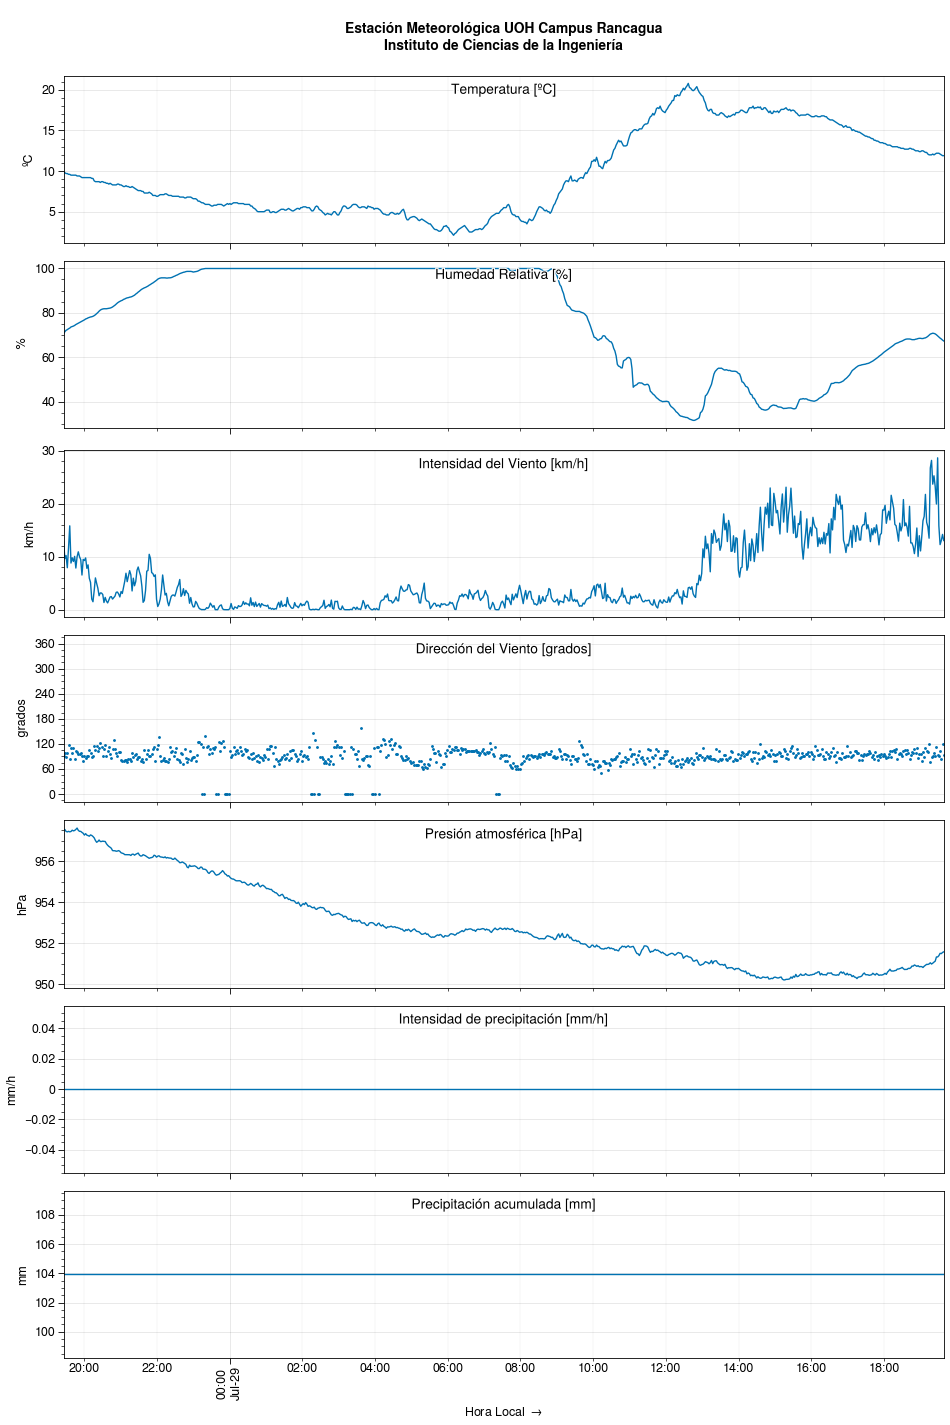 Estación Meteorológica UOH Campus Rancagua
Instituto de Ciencias de la Ingeniería
Temperatura [ºC]
ºC
20
15
10
5
Humedad Relativa [%]
%
100
80
60
40
Intensidad del Viento [km/h]
km/h
30
20
10
0
Dirección del Viento [grados]
grados
360
300
240
180
120
60
0
Presión atmosférica [hPa]
hPa
956
954
952
950
Intensidad de precipitación [mm/h]
mm/h
0.04
0.02
0
−0.02
−0.04
Precipitación acumulada [mm]
mm
108
106
104
102
100
20:00 22:00 00:00 02:00 04:00 06:00 08:00 10:00 12:00 14:00 16:00 18:00
Jul-29
Hora Local →